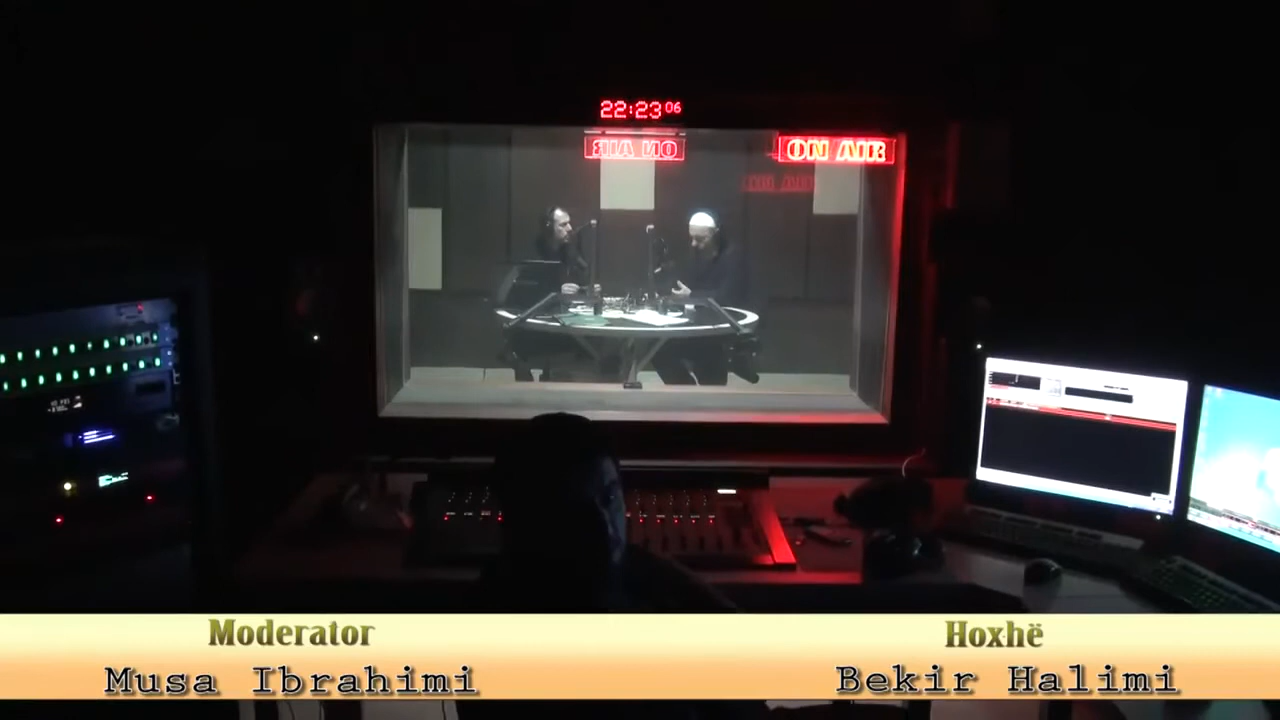 22:23 06
ON AIR
ON AIR
Moderator
Hoxhë
Musa Ibrahimi
Bekir Halimi